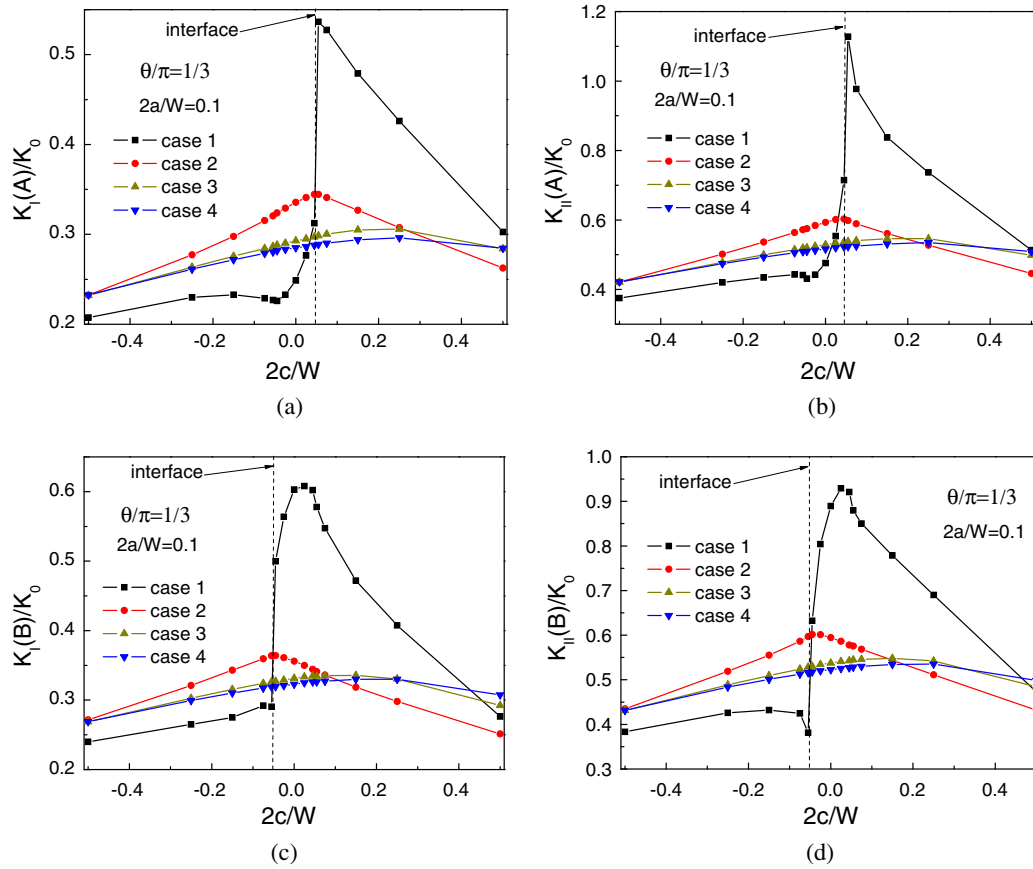 interface
θ/π=1/3
2a/W=0.1
case 1
case 2
case 3
case 4
K_I(A)/K_0
0.5
0.4
0.3
0.2
-0.4 -0.2 0.0 0.2 0.4
2c/W
(a)
interface
θ/π=1/3
2a/W=0.1
case 1
case 2
case 3
case 4
K_II(A)/K_0
1.2
1.0
0.8
0.6
0.4
-0.4 -0.2 0.0 0.2 0.4
2c/W
(b)
interface
θ/π=1/3
2a/W=0.1
case 1
case 2
case 3
case 4
K_I(B)/K_0
0.6
0.5
0.4
0.3
0.2
-0.4 -0.2 0.0 0.2 0.4
2c/W
(c)
interface
θ/π=1/3
2a/W=0.1
case 1
case 2
case 3
case 4
K_II(B)/K_0
1.0
0.9
0.8
0.7
0.6
0.5
0.4
0.3
-0.4 -0.2 0.0 0.2 0.4
2c/W
(d)